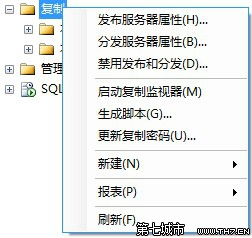 复制
发布服务器属性(H)...
分发服务器属性(B)...
禁用发布和分发(D)...
启动复制监视器(M)
管理
SQL
生成脚本(G)...
更新复制密码(U)...
新建(N)
报表(P)
刷新(F)
第七城市
www.TH7.CN